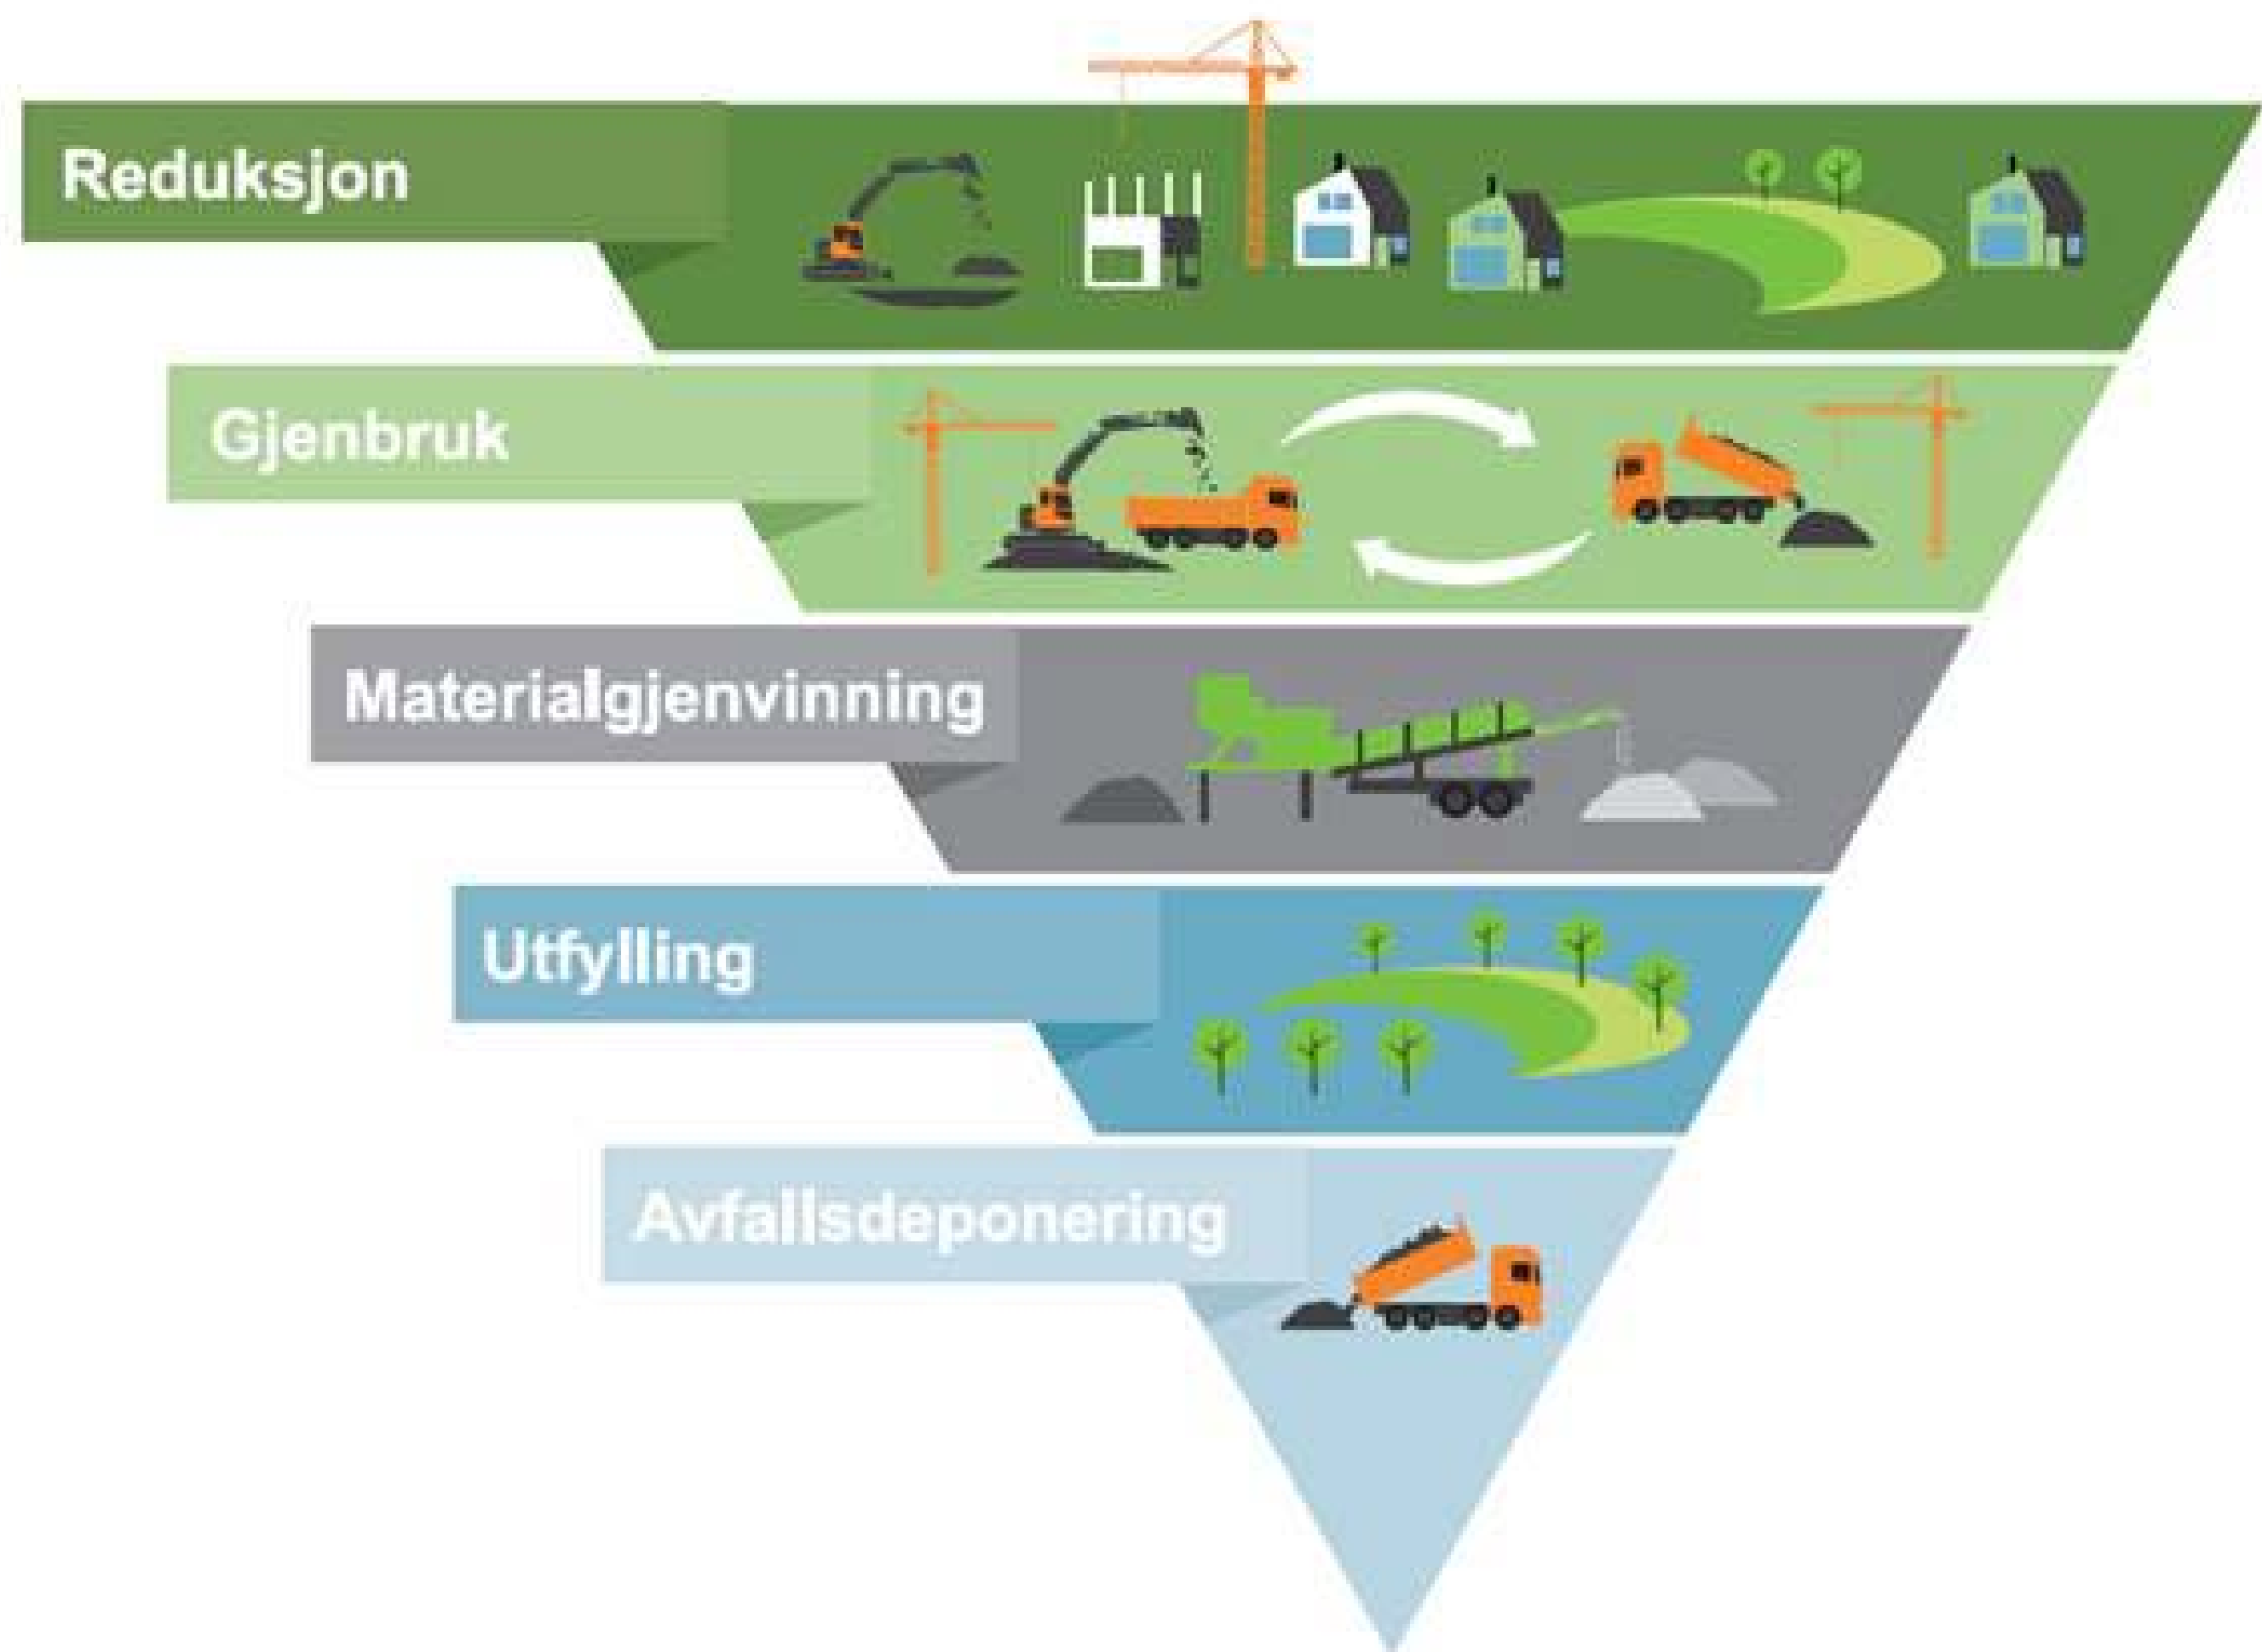 Reduksjon
Gjenbruk
Materialgjenvinning
Utfylling
Avfallsdeponering